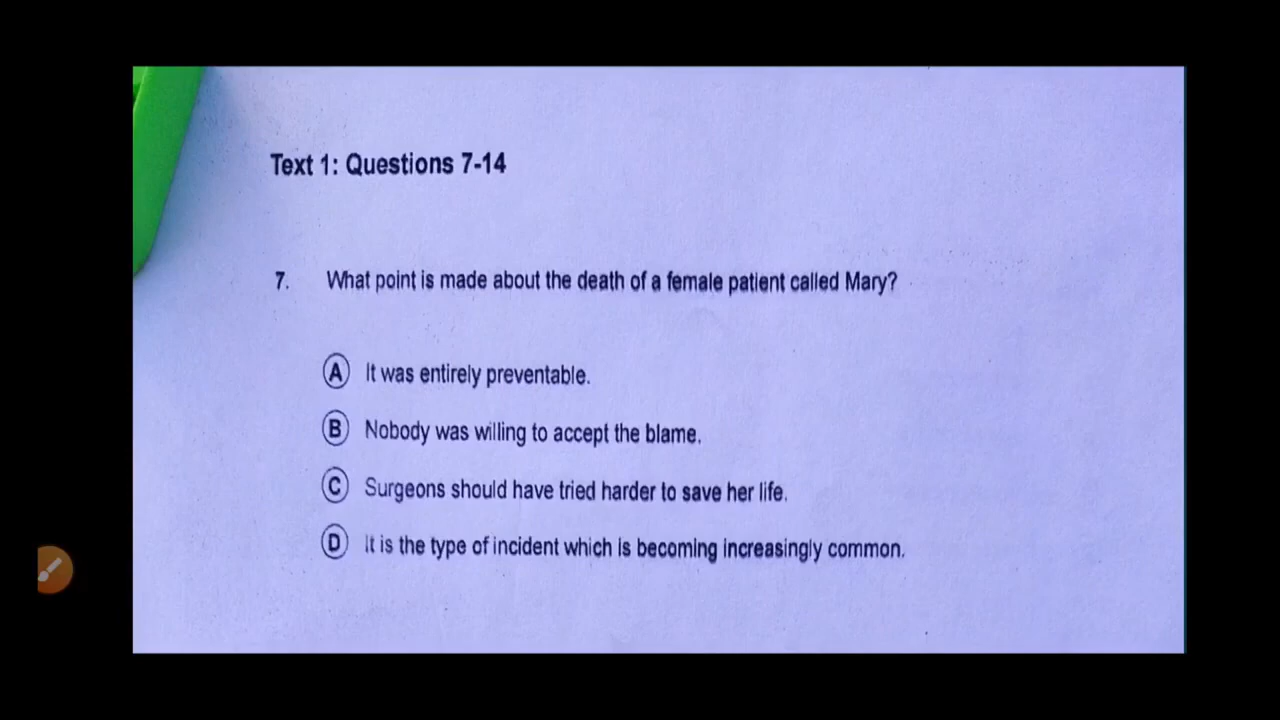 Text 1: Questions 7-14
7. What point is made about the death of a female patient called Mary?
A It was entirely preventable.
B Nobody was willing to accept the blame.
C Surgeons should have tried harder to save her life.
D It is the type of incident which is becoming increasingly common.